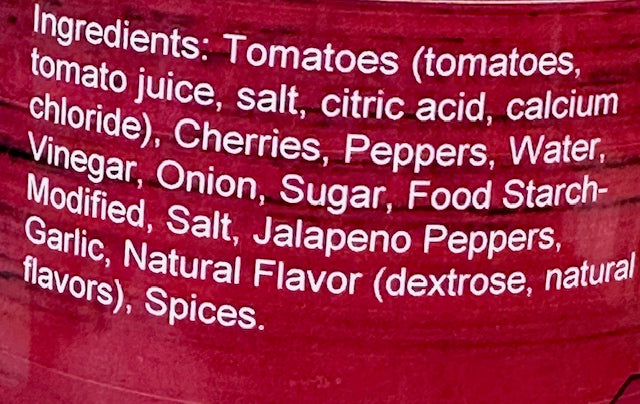 Ingredients: Tomatoes (tomatoes,
tomato juice, salt, citric acid, calcium
chloride), Cherries, Peppers, Water,
Vinegar, Onion, Sugar, Food Starch-
Modified, Salt, Jalapeno Peppers,
Garlic, Natural Flavor (dextrose, natural
flavors), Spices.